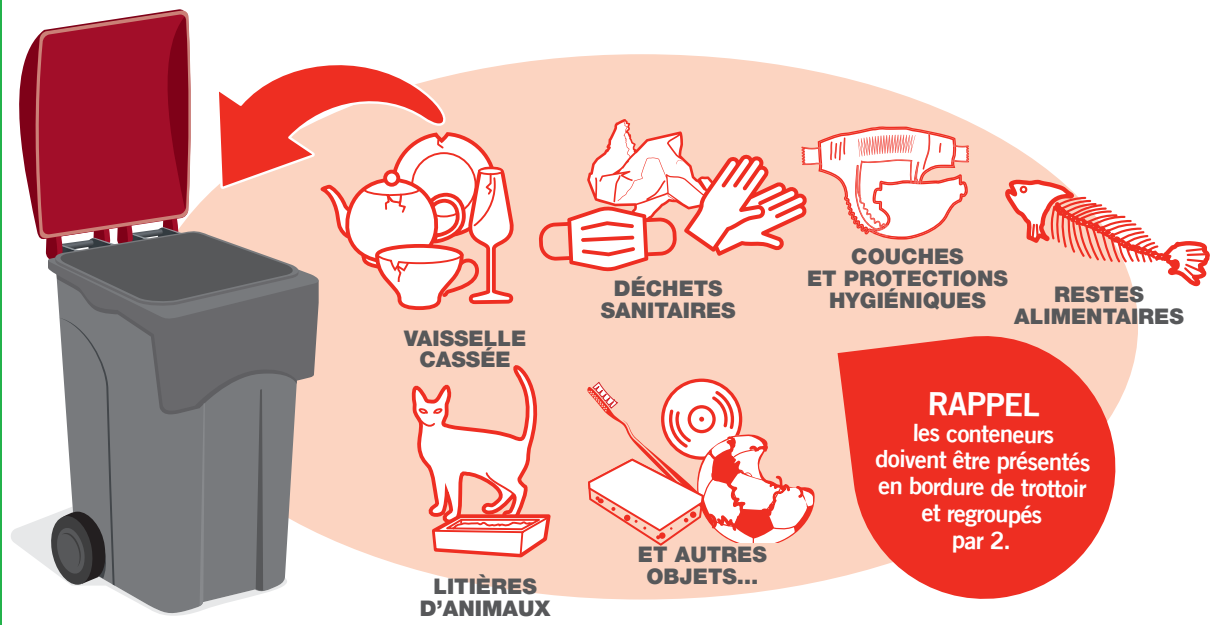 VAISSELLE
CASSÉE
DÉCHETS
SANITAIRES
COUCHES
ET PROTECTIONS
HYGIÉNIQUES
RESTES
ALIMENTAIRES
LITIÈRES
D'ANIMAUX
ET AUTRES
OBJETS...
RAPPEL
les conteneurs
doivent être présentés
en bordure de trottoir
et regroupés
par 2.